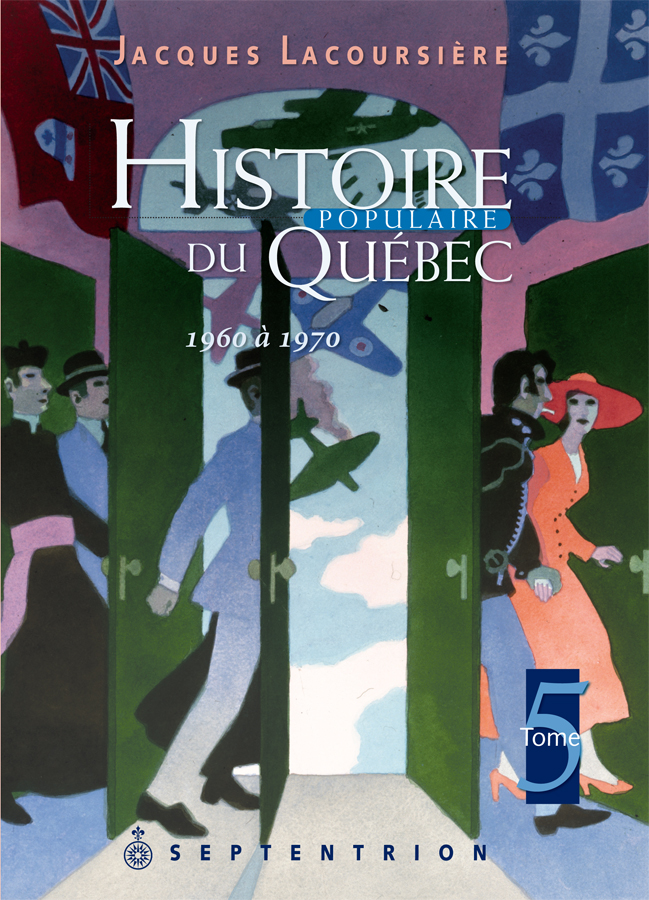 JACQUES LACOURSIÈRE
HISTOIRE
POPULAIRE
DU QUÉBEC
1960 à 1970
5
Tome
SEPTENTRION